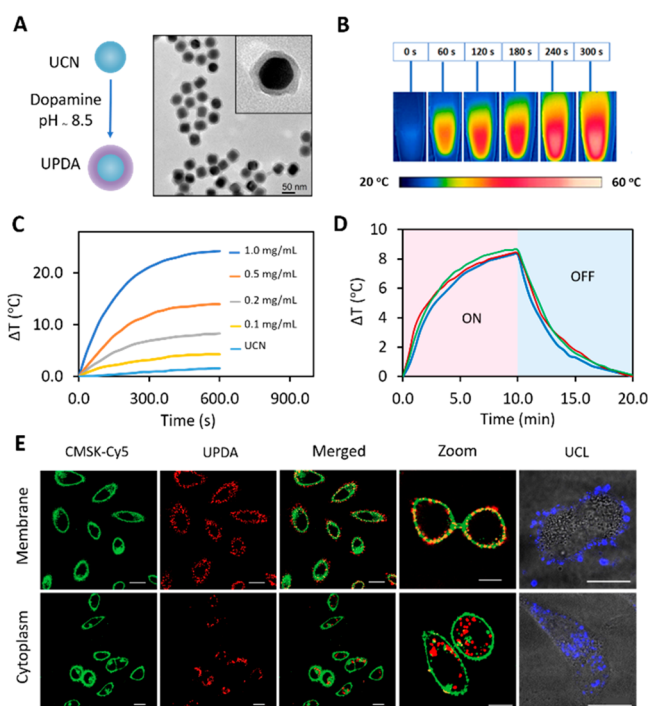 A
UCN
Dopamine
pH ~ 8.5
UPDA
50 nm
B
0 s 60 s 120 s 180 s 240 s 300 s
20 °C 60 °C
C
ΔT (°C)
20.0
10.0
0.0
0.0 300.0 600.0 900.0
Time (s)
1.0 mg/mL
0.5 mg/mL
0.2 mg/mL
0.1 mg/mL
UCN
D
ΔT (°C)
10
8
6
4
2
0
ON
OFF
0.0 5.0 10.0 15.0 20.0
Time (min)
E
CMSK-Cy5 UPDA Merged Zoom UCL
Membrane
Cytoplasm